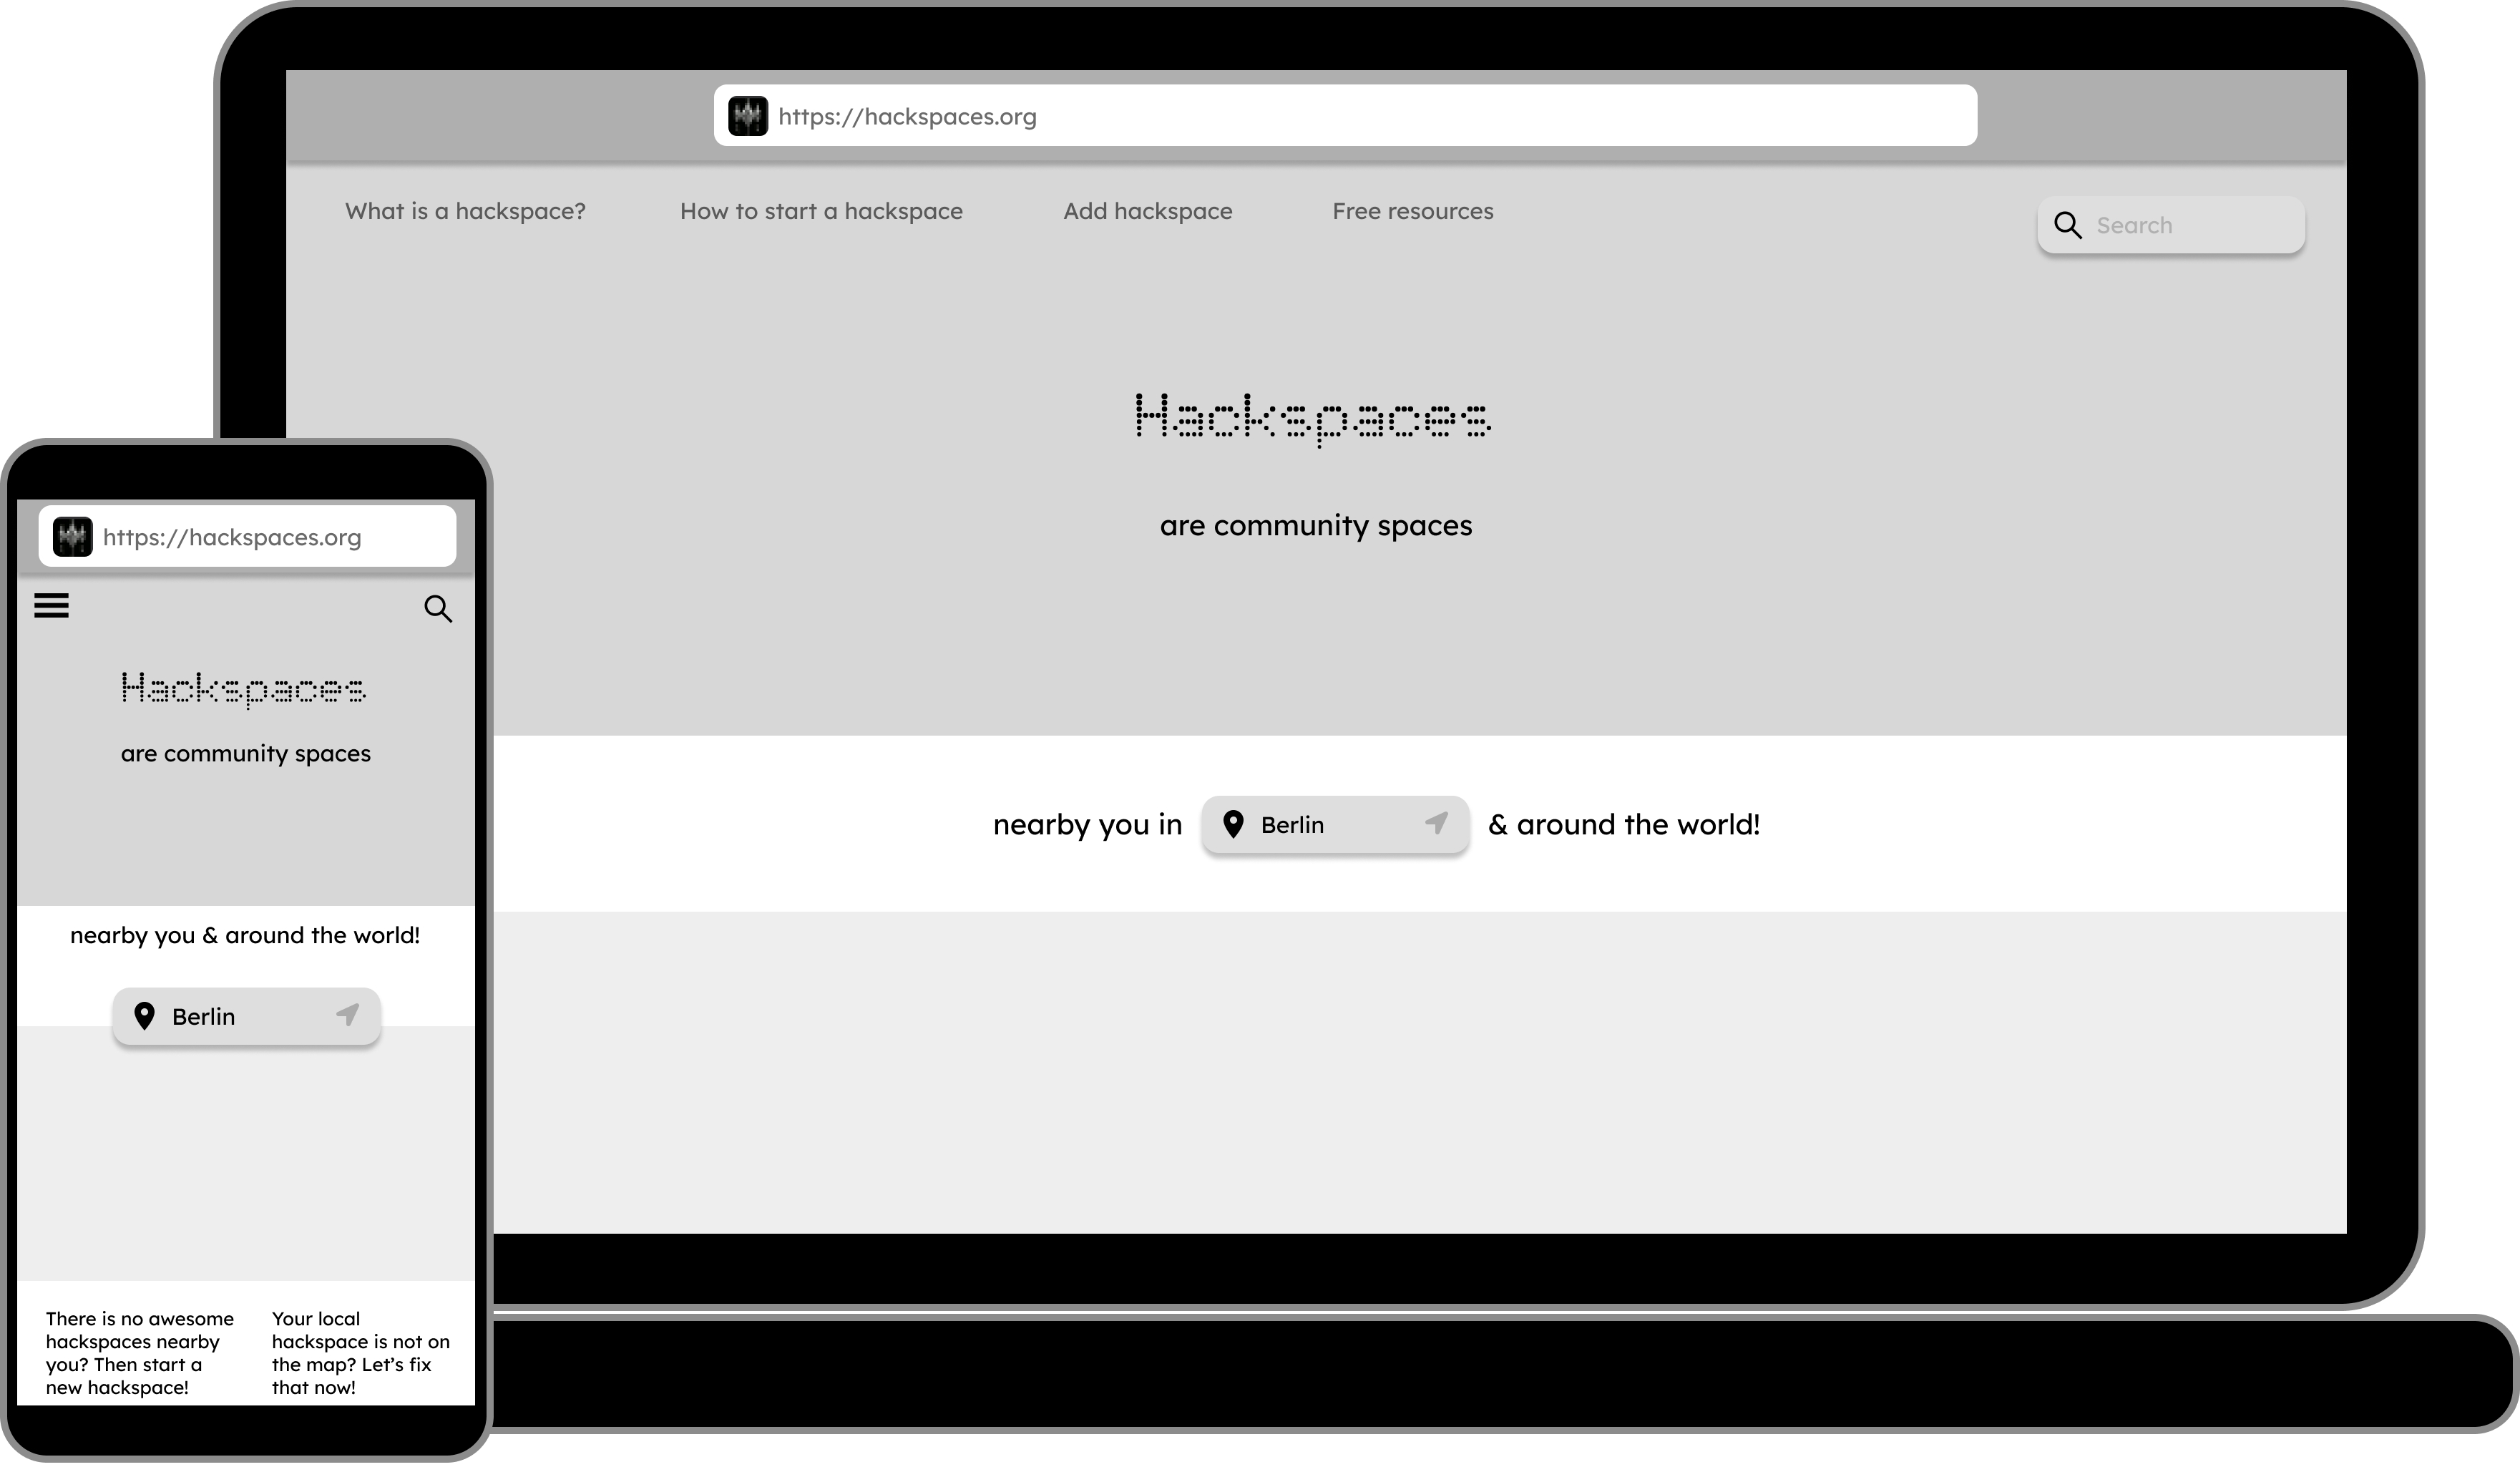 https://hackspaces.org
What is a hackspace? How to start a hackspace Add hackspace Free resources
Search
Hackspaces
are community spaces
nearby you in Berlin & around the world!
https://hackspaces.org
Hackspaces
are community spaces
nearby you & around the world!
Berlin
There is no awesome
hackspaces nearby
you? Then start a
new hackspace!
Your local
hackspace is not on
the map? Let’s fix
that now!